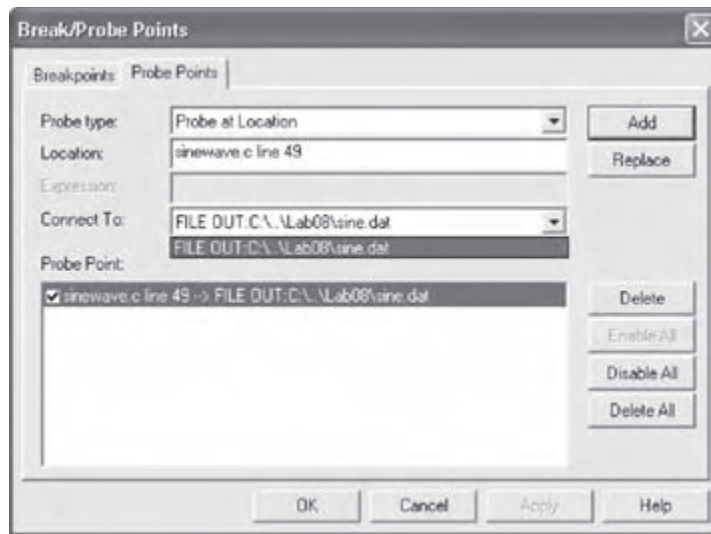 Break/Probe Points
Breakpoints Probe Points
Probe type: Probe at Location Add
Location: sinewave.c line 49 Replace
Expression:
Connect To: FILE OUT:C:\..\Lab08\sine.dat
FILE OUT:C:\..\Lab08\sine.dat
Probe Point:
sinewave.c line 49 --> FILE OUT:C:\..\Lab08\sine.dat Delete
Enable All
Disable All
Delete All
OK Cancel Apply Help